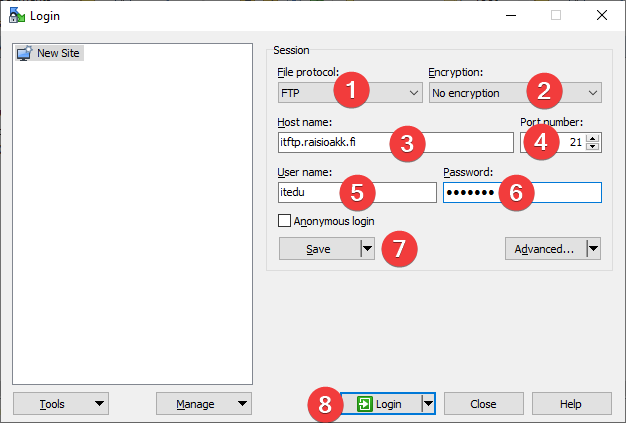 Login
New Site
Session
File protocol:
Encryption:
FTP
1
No encryption
2
Host name:
Port number:
itftp.raisioakk.fi
3
4
21
User name:
Password:
itedu
5
•••••••
6
Anonymous login
Save
7
Advanced...
Tools
Manage
8
Login
Close
Help